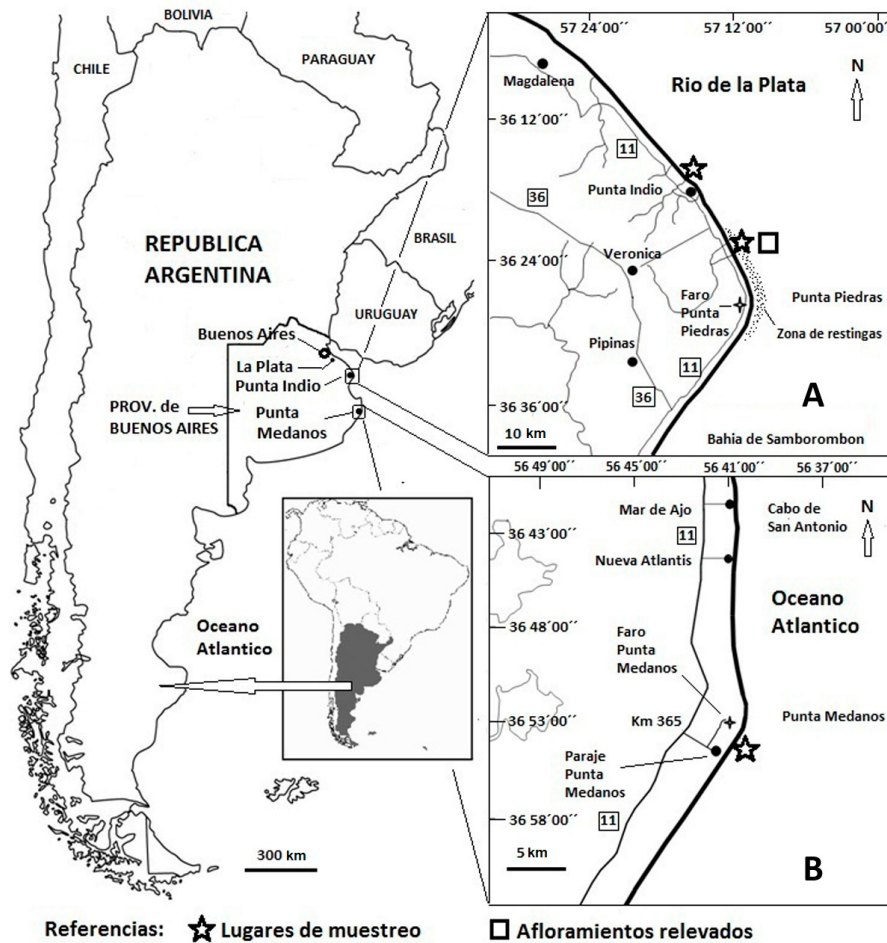 BOLIVIA
PARAGUAY
CHILE
REPUBLICA
ARGENTINA
BRASIL
URUGUAY
Buenos Aires
La Plata
Punta Indio
PROV. de
BUENOS AIRES
Punta
Medanos
Oceano
Atlantico
300 km
57 24´00´´
57 12´00´´
57 00´00´´
Rio de la Plata
N
Magdalena
36 12´00´´
11
Punta Indio
36
Veronica
36 24´00´´
Faro
Punta
Piedras
Punta Piedras
Zona de restingas
Pipinas
11
36
36 36´00´´
A
10 km
Bahia de Samborombon
56 49´00´´
56 45´00´´
56 41´00´´
56 37´00´´
Mar de Ajo
Cabo de
San Antonio
N
36 43´00´´
11
Nueva Atlantis
Oceano
Atlantico
36 48´00´´
Faro
Punta
Medanos
Km 365
36 53´00´´
Punta Medanos
Paraje
Punta
Medanos
36 58´00´´
11
5 km
B
Referencias:
Lugares de muestreo
Afloramientos relevados